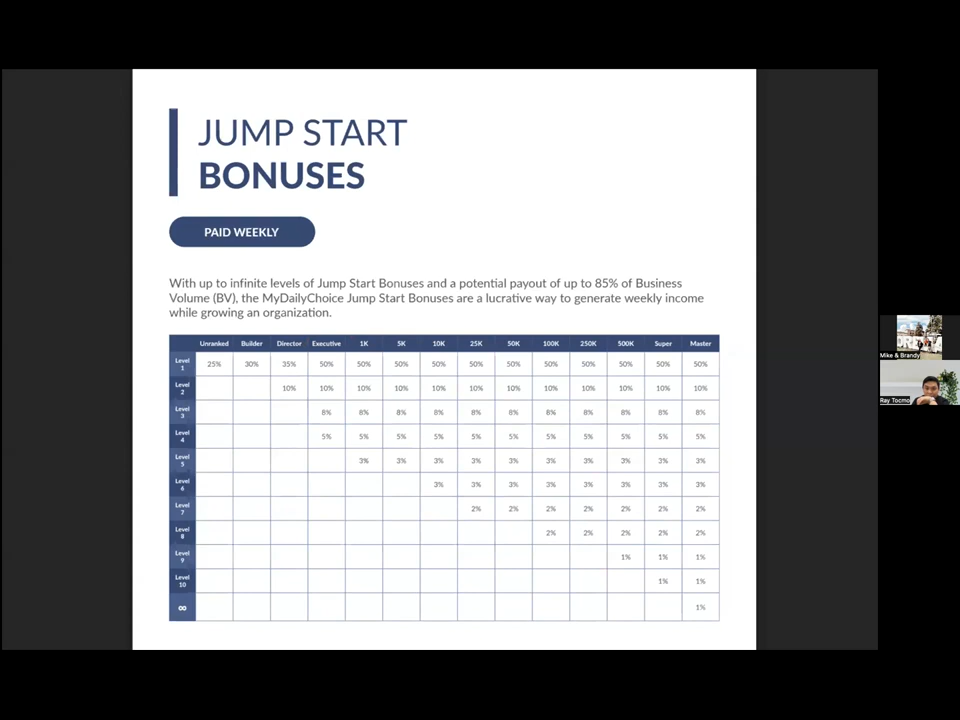 JUMP START
BONUSES
PAID WEEKLY
With up to infinite levels of Jump Start Bonuses and a potential payout of up to 85% of Business
Volume (BV), the MyDailyChoice Jump Start Bonuses are a lucrative way to generate weekly income
while growing an organization.
Unranked Builder Director Executive 1K 5K 10K 25K 50K 100K 250K 500K Super Master
Level 1 25% 30% 35% 50% 50% 50% 50% 50% 50% 50% 50% 50% 50% 50%
Level 2 10% 10% 10% 10% 10% 10% 10% 10% 10% 10% 10% 10%
Level 3 8% 8% 8% 8% 8% 8% 8% 8% 8% 8% 8%
Level 4 5% 5% 5% 5% 5% 5% 5% 5% 5% 5% 5%
Level 5 3% 3% 3% 3% 3% 3% 3% 3% 3% 3%
Level 6 3% 3% 3% 3% 3% 3% 3% 3%
Level 7 2% 2% 2% 2% 2% 2% 2%
Level 8 2% 2% 2% 2% 2%
Level 9 1% 1% 1%
Level 10 1% 1%
∞ 1%
Mike & Brandy
Ray Tocmo